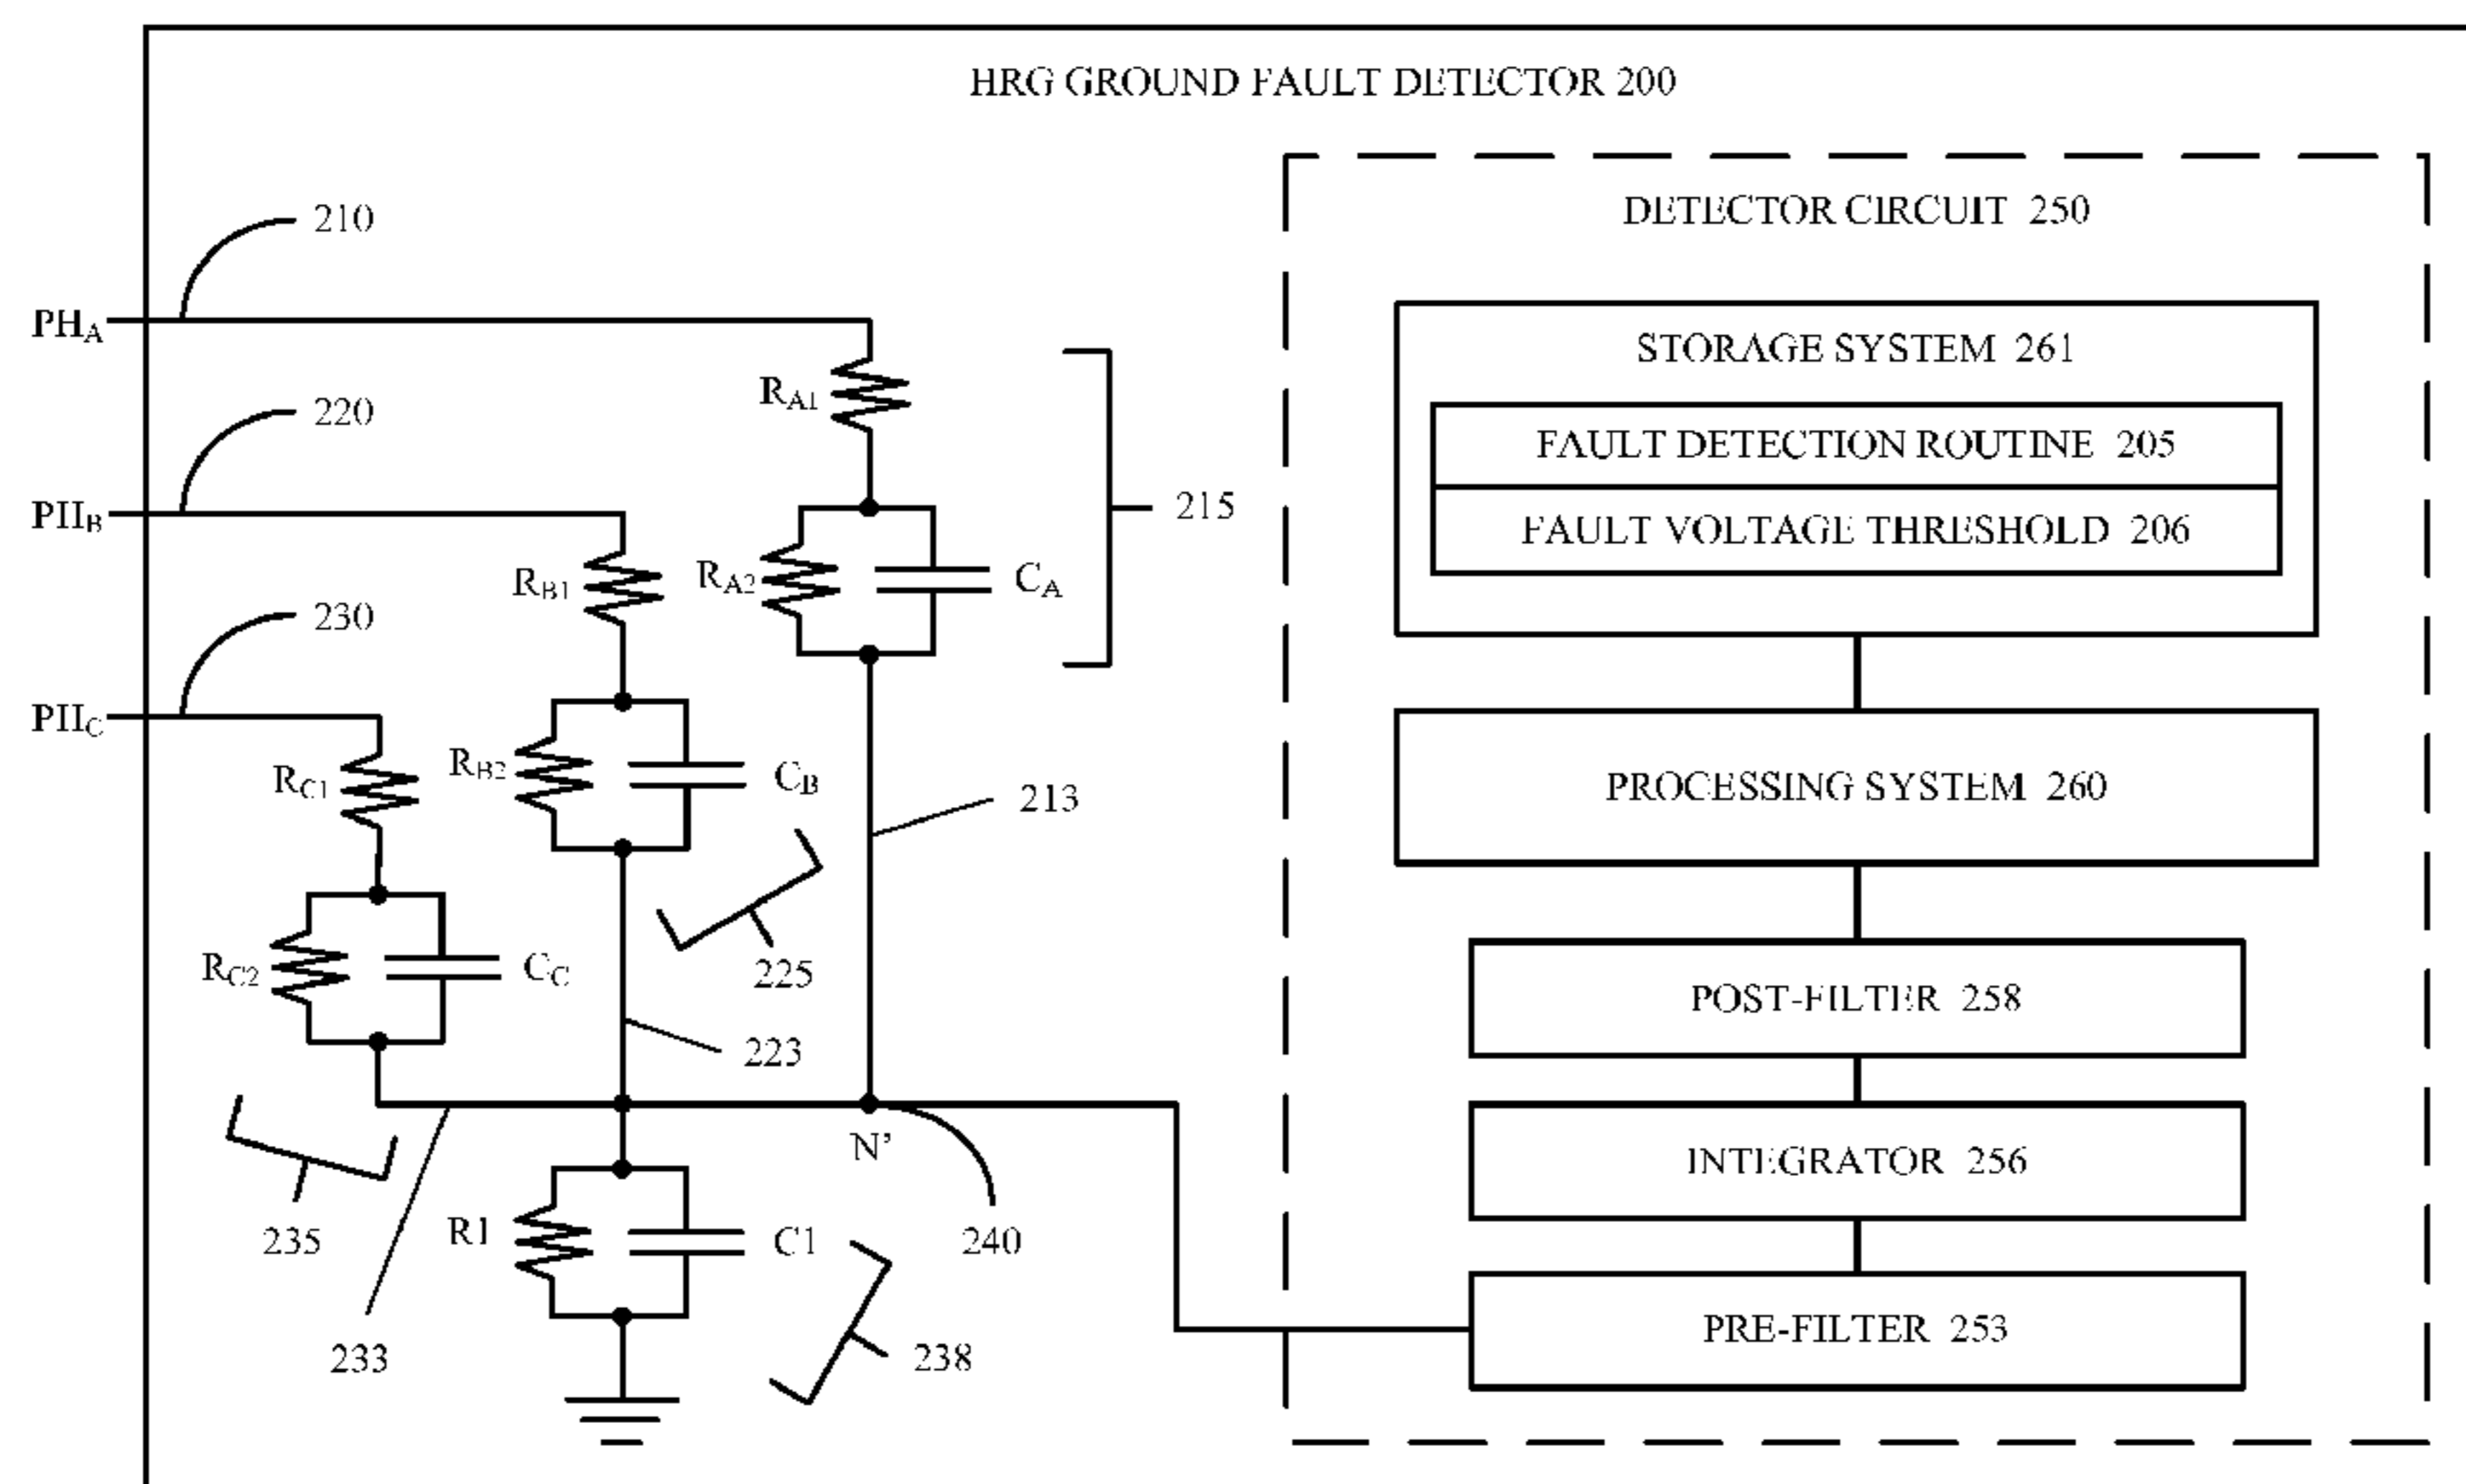 HRG GROUND FAULT DETECTOR 200
DETECTOR CIRCUIT 250
210
PHA
STORAGE SYSTEM 261
RA1
220
FAULT DETECTION ROUTINE 205
215
PHB
FAULT VOLTAGE THRESHOLD 206
RB1
RA2
CA
230
PHC
RC1
RB2
CB
213
PROCESSING SYSTEM 260
RC2
CC
225
POST-FILTER 258
223
N'
INTEGRATOR 256
235
R1
C1
240
233
238
PRE-FILTER 253